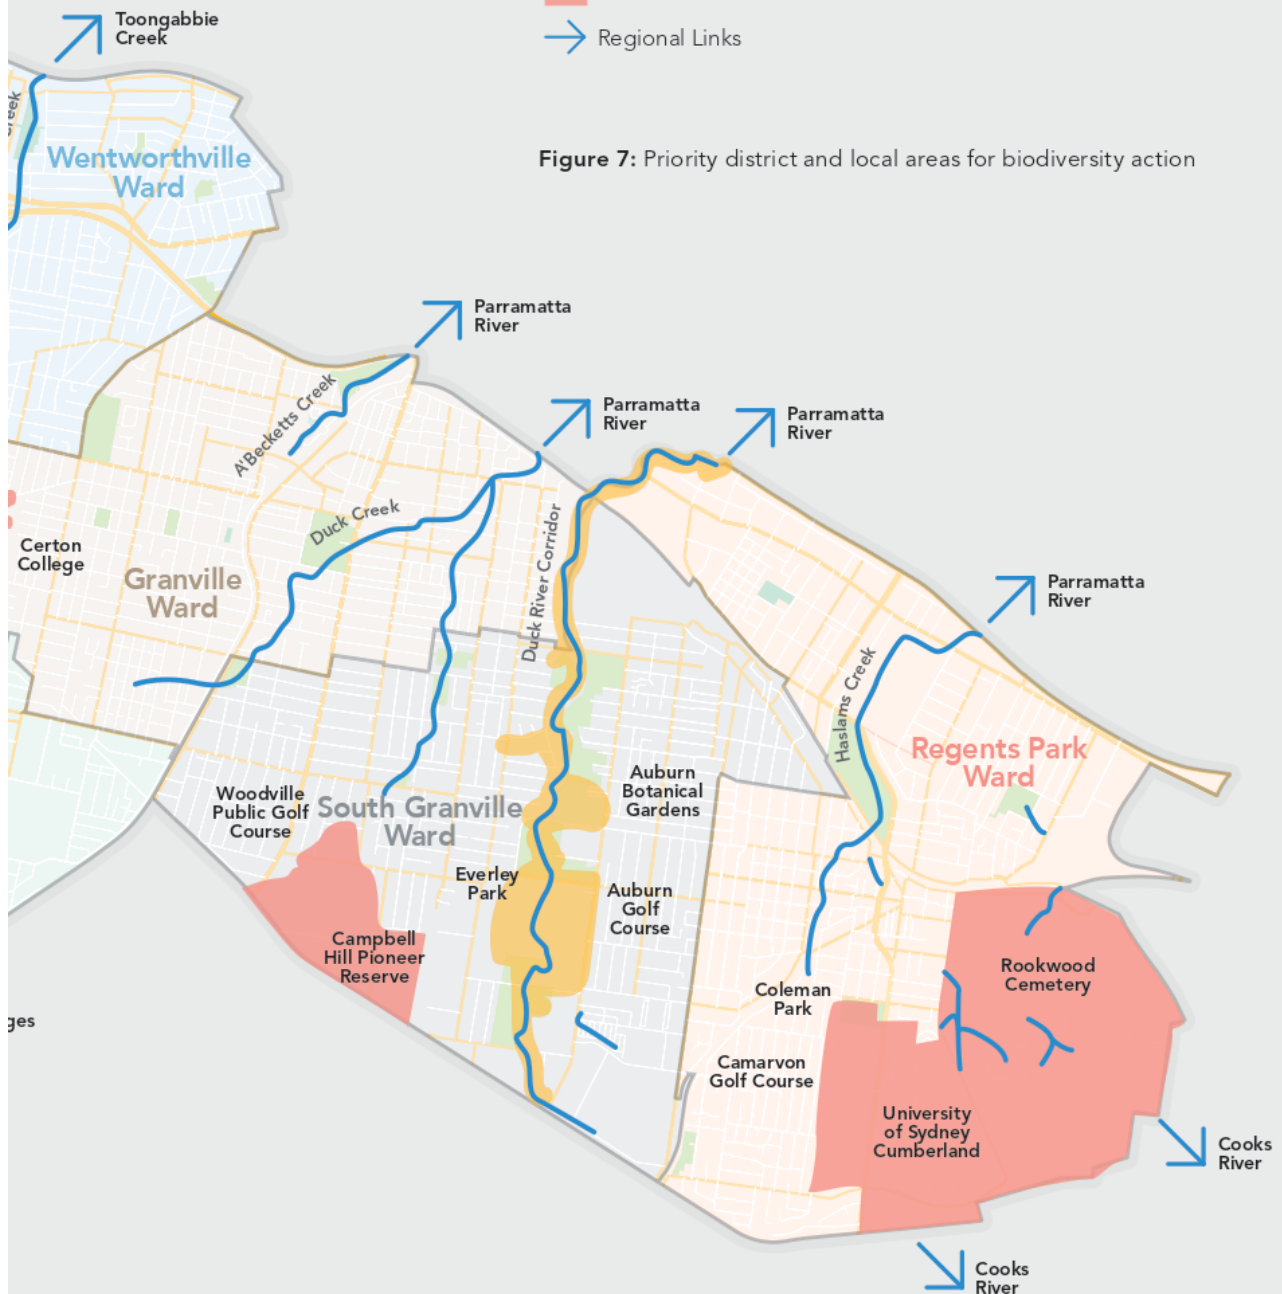 Toongabbie
Creek
Regional Links
Figure 7: Priority district and local areas for biodiversity action
Wentworthville
Ward
Parramatta
River
A'Becketts Creek
Parramatta
River
Parramatta
River
Duck Creek
Duck River Corridor
Certon
College
Granville
Ward
Parramatta
River
Haslams Creek
Regents Park
Ward
Woodville
Public Golf
Course
South Granville
Ward
Auburn
Botanical
Gardens
Everley
Park
Auburn
Golf
Course
Campbell
Hill Pioneer
Reserve
Coleman
Park
Rookwood
Cemetery
Camarvon
Golf Course
University
of Sydney
Cumberland
Cooks
River
Cooks
River